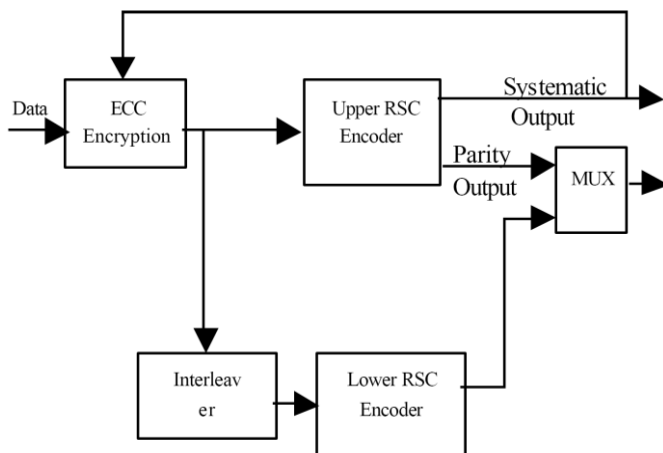 Data
ECC
Encryption
Upper RSC
Encoder
Systematic
Output
Parity
Output
MUX
Interleav
er
Lower RSC
Encoder